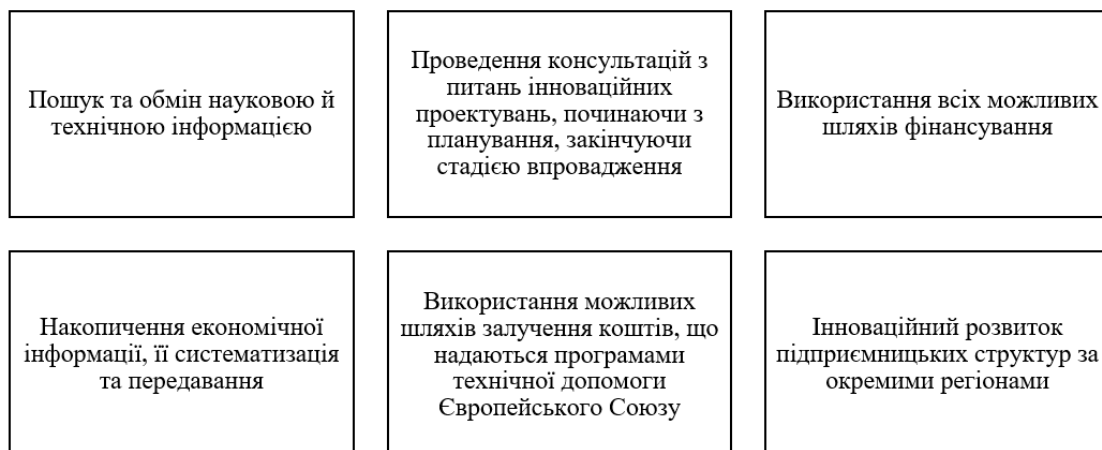 Пошук та обмін науковою й
технічною інформацією
Проведення консультацій з
питань інноваційних
проектувань, починаючи з
планування, закінчуючи
стадією впровадження
Використання всіх можливих
шляхів фінансування
Накопичення економічної
інформації, її систематизація
та передавання
Використання можливих
шляхів залучення коштів, що
надаються програмами
технічної допомоги
Європейського Союзу
Інноваційний розвиток
підприємницьких структур за
окремими регіонами